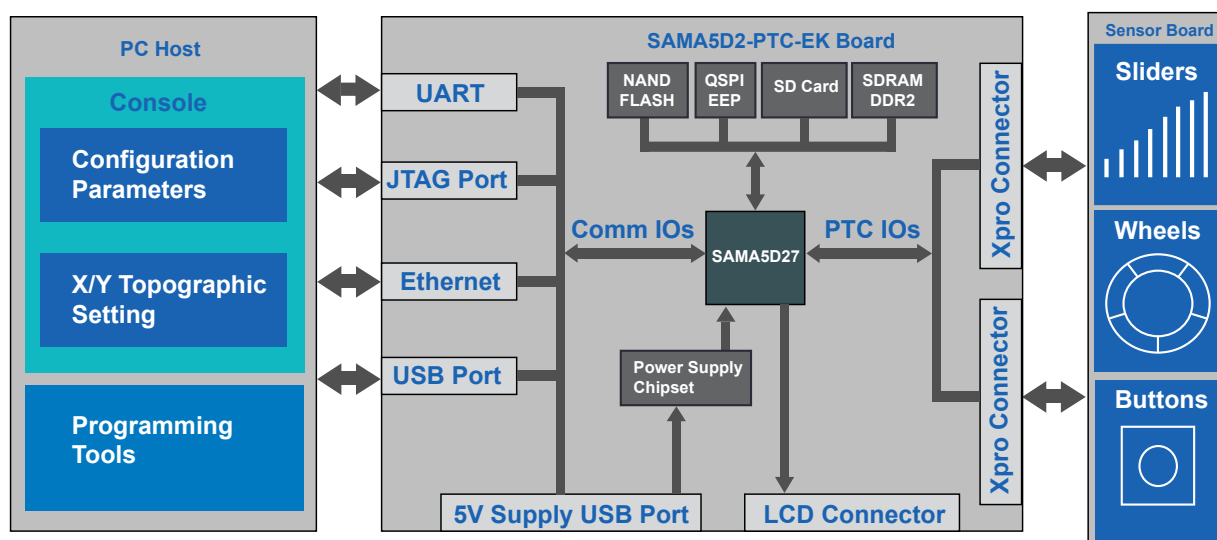 PC Host
Console
Configuration
Parameters
X/Y Topographic
Setting
Programming
Tools
SAMA5D2-PTC-EK Board
UART
JTAG Port
Ethernet
USB Port
5V Supply USB Port
NAND
FLASH
QSPI
EEP
SD Card
SDRAM
DDR2
Comm IOs
SAMA5D27
PTC IOs
Power Supply
Chipset
LCD Connector
Xpro Connector
Xpro Connector
Sensor Board
Sliders
Wheels
Buttons